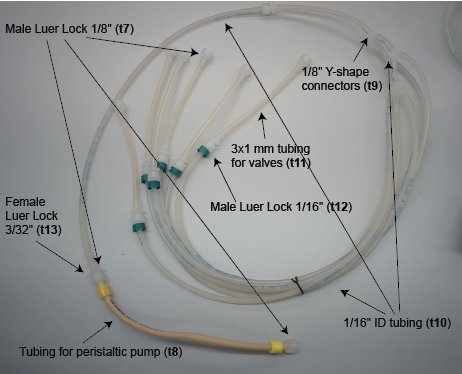 Male Luer Lock 1/8" (t7)
1/8" Y-shape
connectors (t9)
3x1 mm tubing
for valves (t11)
Female
Luer Lock
3/32" (t13)
Male Luer Lock 1/16" (t12)
1/16" ID tubing (t10)
Tubing for peristaltic pump (t8)